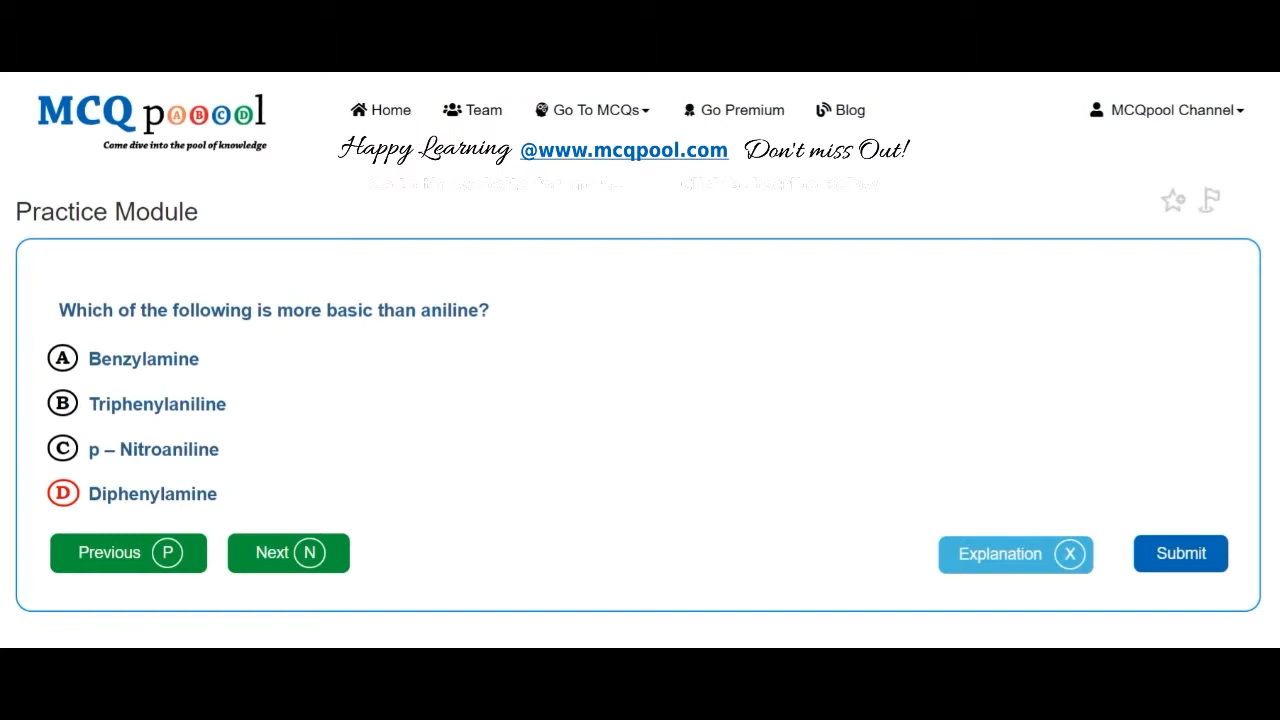 MCQ pABCDl
Come dive into the pool of knowledge
Home Team Go To MCQs Go Premium Blog MCQpool Channel
Happy Learning @www.mcqpool.com Don't miss Out!
Practice Module
Which of the following is more basic than aniline?
A Benzylamine
B Triphenylaniline
C p – Nitroaniline
D Diphenylamine
Previous P Next N Explanation X Submit